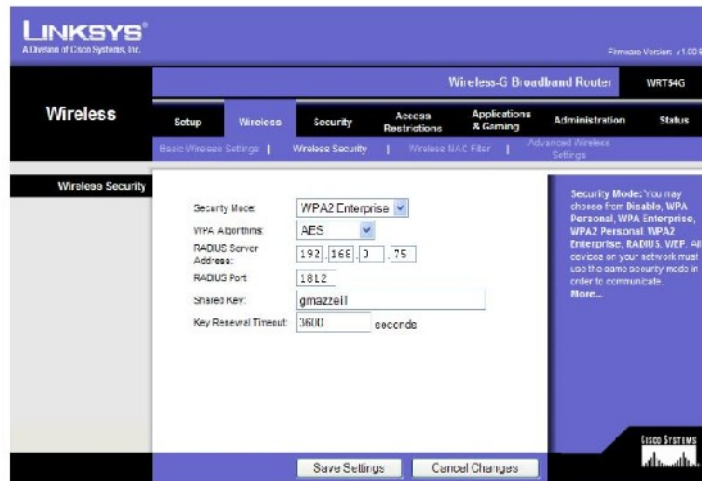 LINKSYS®
A Division of Cisco Systems, Inc.
Firmware Version: v1.00.9
Wireless-G Broadband Router WRT54G
Wireless
Setup Wireless Security Access Restrictions Applications & Gaming Administration Status
Basic Wireless Settings | Wireless Security | Wireless MAC Filter | Advanced Wireless Settings
Wireless Security
Security Mode: WPA2 Enterprise
WPA Algorithms: AES
RADIUS Server Address: 192 . 168 . 0 . 75
RADIUS Port: 1812
Shared Key:
Key Renewal Timeout: 3600 seconds
Security Mode: You may
choose from Disable, WPA
Personal, WPA Enterprise,
WPA2 Personal, WPA2
Enterprise, RADIUS, WEP. All
devices on your network must
use the same security mode in
order to communicate.
More...
CISCO SYSTEMS
Save Settings Cancel Changes